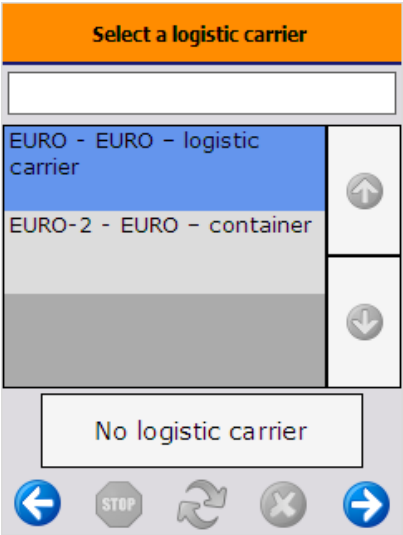 Select a logistic carrier
EURO - EURO – logistic
carrier
EURO-2 - EURO – container
No logistic carrier
STOP